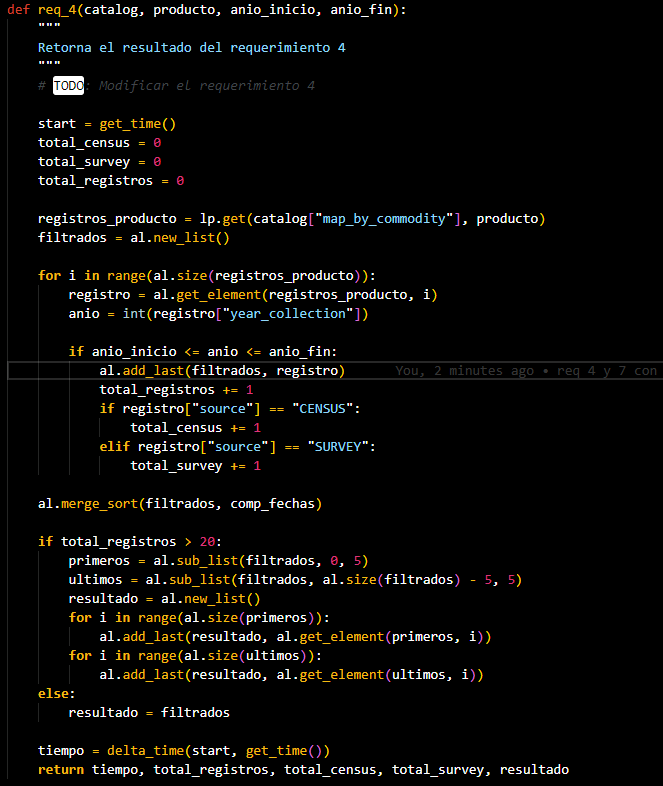 def req_4(catalog, producto, anio_inicio, anio_fin):
    """
    Retorna el resultado del requerimiento 4
    """
    # TODO: Modificar el requerimiento 4

    start = get_time()
    total_census = 0
    total_survey = 0
    total_registros = 0

    registros_producto = lp.get(catalog["map_by_commodity"], producto)
    filtrados = al.new_list()

    for i in range(al.size(registros_producto)):
        registro = al.get_element(registros_producto, i)
        anio = int(registro["year_collection"])

        if anio_inicio <= anio <= anio_fin:
            al.add_last(filtrados, registro)      You, 2 minutes ago • req 4 y 7 con
            total_registros += 1
            if registro["source"] == "CENSUS":
                total_census += 1
            elif registro["source"] == "SURVEY":
                total_survey += 1

    al.merge_sort(filtrados, comp_fechas)

    if total_registros > 20:
        primeros = al.sub_list(filtrados, 0, 5)
        ultimos = al.sub_list(filtrados, al.size(filtrados) - 5, 5)
        resultado = al.new_list()
        for i in range(al.size(primeros)):
            al.add_last(resultado, al.get_element(primeros, i))
        for i in range(al.size(ultimos)):
            al.add_last(resultado, al.get_element(ultimos, i))
    else:
        resultado = filtrados

    tiempo = delta_time(start, get_time())
    return tiempo, total_registros, total_census, total_survey, resultado